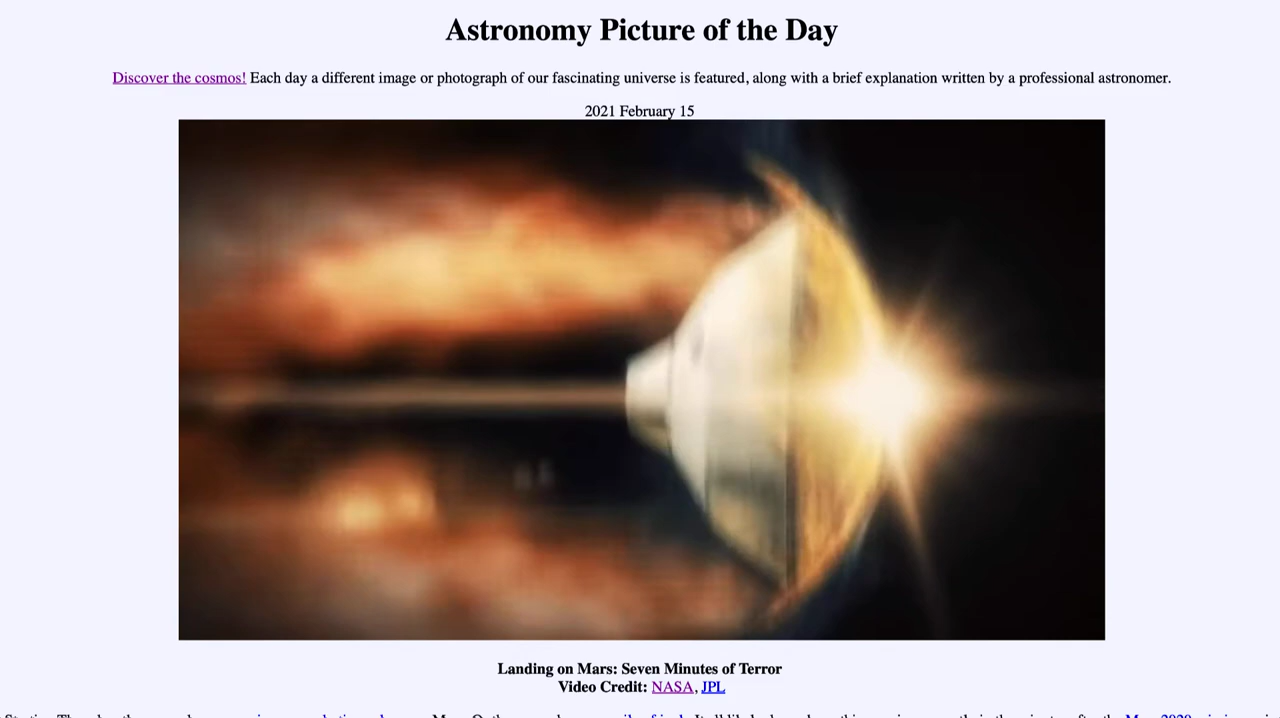 Astronomy Picture of the Day
Discover the cosmos! Each day a different image or photograph of our fascinating universe is featured, along with a brief explanation written by a professional astronomer.
2021 February 15
Landing on Mars: Seven Minutes of Terror
Video Credit: NASA, JPL